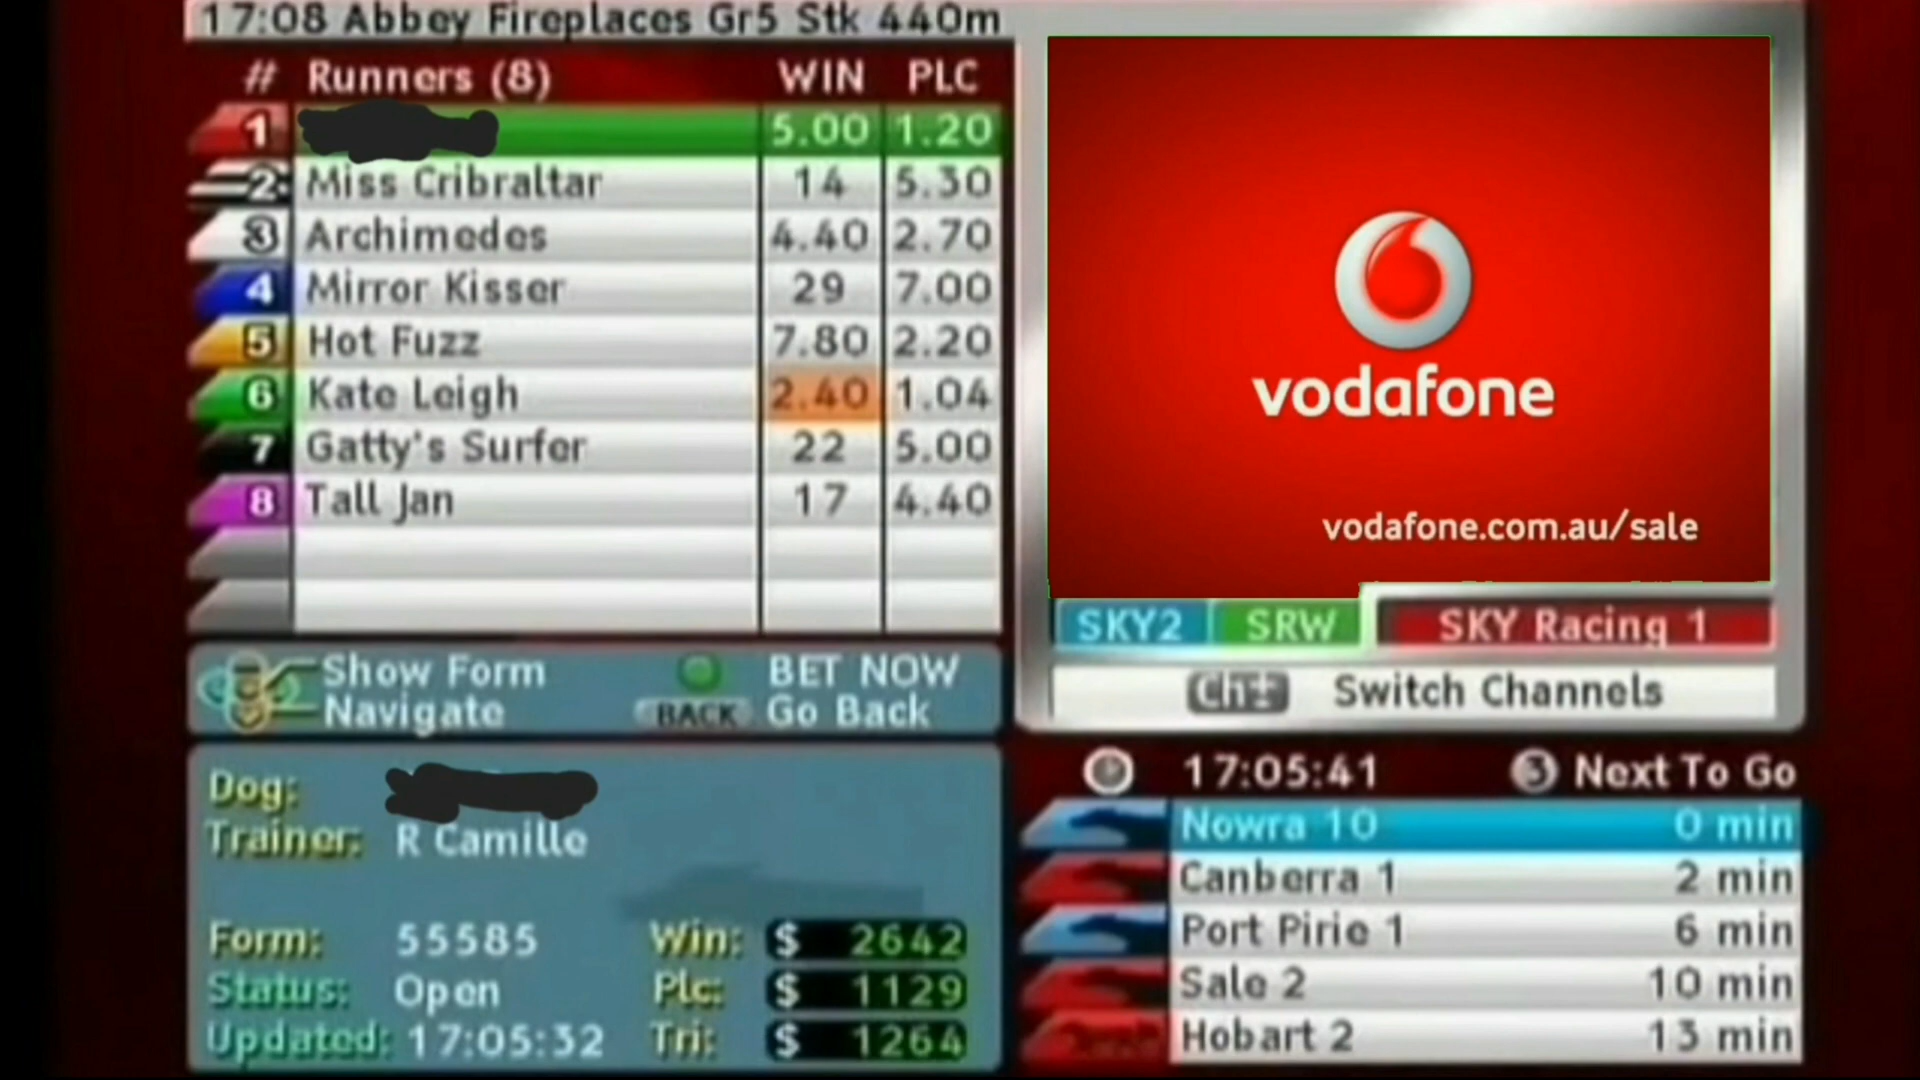 17:08 Abbey Fireplaces Gr5 Stk 440m
# Runners (8) WIN PLC
1 5.00 1.20
2 Miss Cribraltar 14 5.30
3 Archimedes 4.40 2.70
4 Mirror Kisser 29 7.00
5 Hot Fuzz 7.80 2.20
6 Kate Leigh 2.40 1.04
7 Gatty's Surfer 22 5.00
8 Tall Jan 17 4.40
Show Form BET NOW
Navigate BACK Go Back
Dog:
Trainer: R Camille
Form: 55585 Win: $ 2642
Status: Open Plc: $ 1129
Updated: 17:05:32 Tri: $ 1264
vodafone
vodafone.com.au/sale
SKY2 SRW SKY Racing 1
Ch± Switch Channels
17:05:41 3 Next To Go
Nowra 10 0 min
Canberra 1 2 min
Port Pirie 1 6 min
Sale 2 10 min
Hobart 2 13 min